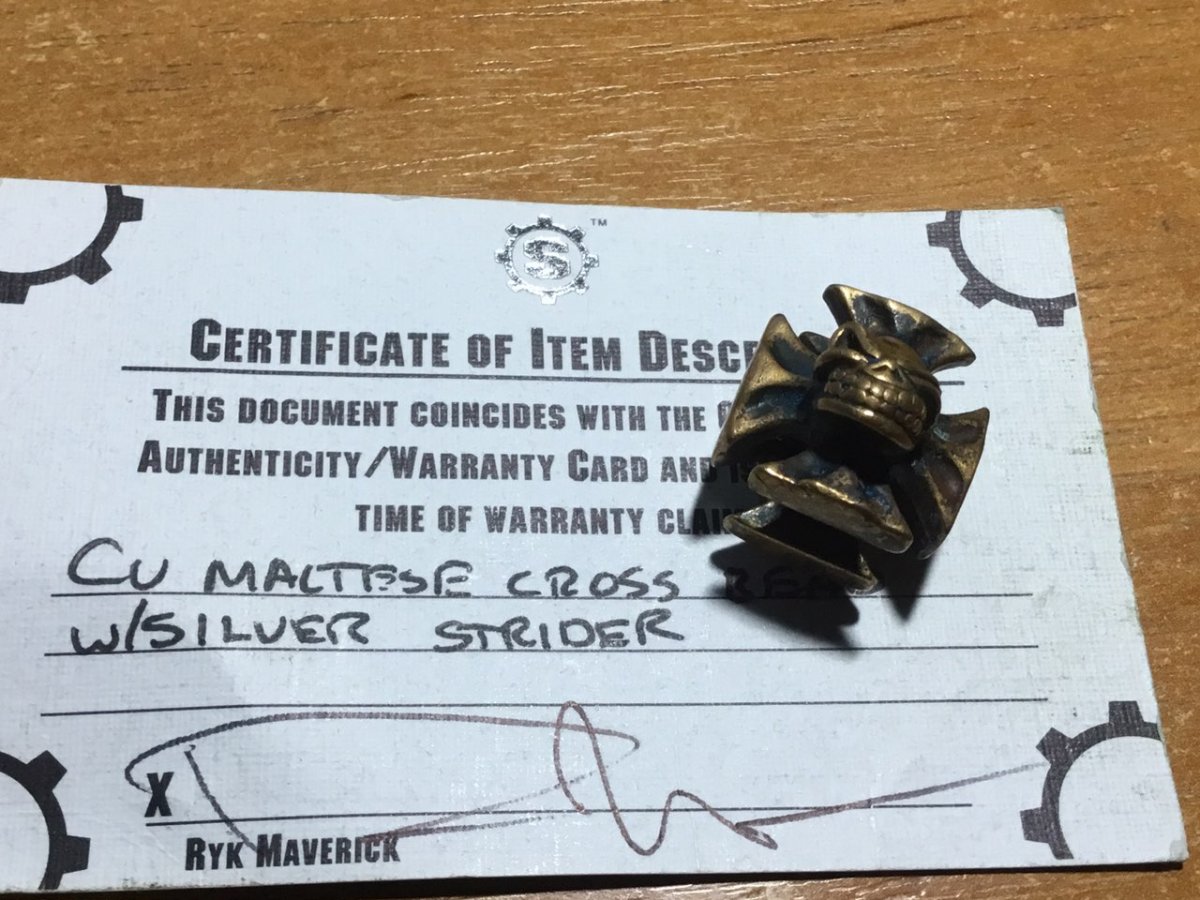 S™
CERTIFICATE OF ITEM DESC
THIS DOCUMENT COINCIDES WITH THE
AUTHENTICITY/WARRANTY CARD AND
TIME OF WARRANTY CLAI
CU MALTESE CROSS
W/SILVER STRIDER
X
RYK MAVERICK